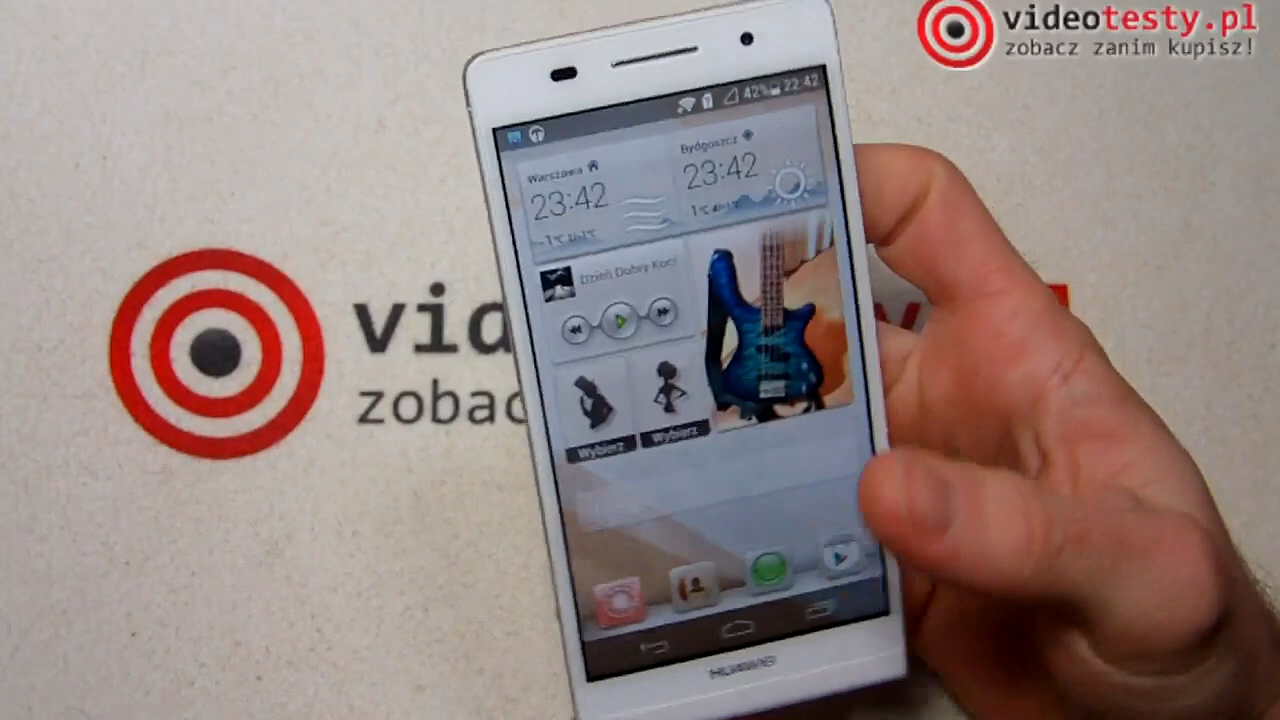 videotesty.pl
zobacz zanim kupisz!
42% 22:42
Warszawa
23:42
Bydgoszcz
23:42
Dzień Dobry Koc
Wybierz
Wybierz
vid
zobac
HUAWEI